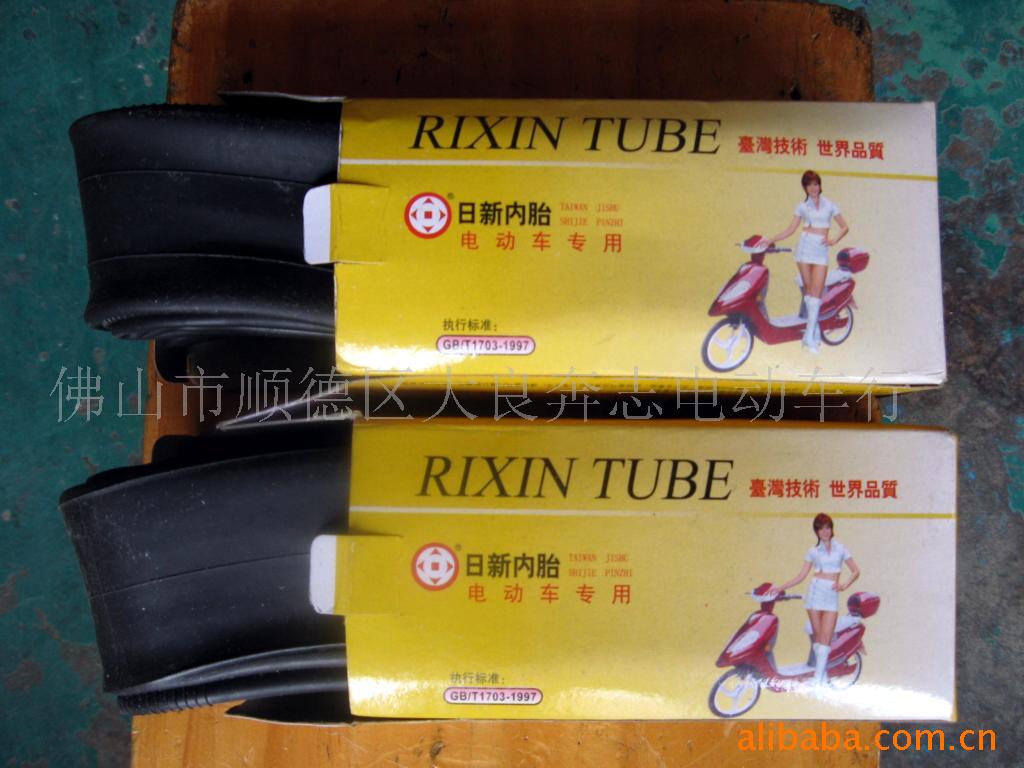 RIXIN TUBE 臺灣技術 世界品質
® 日新内胎 TAIWAN JISHU
SHIJIE PINZHI
电动车专用
执行标准：
GB/T1703-1997
佛山市顺德区大良奔志电动车行
RIXIN TUBE 臺灣技術 世界品質
® 日新内胎 TAIWAN JISHU
SHIJIE PINZHI
电动车专用
执行标准：
GB/T1703-1997
alibaba.com.cn